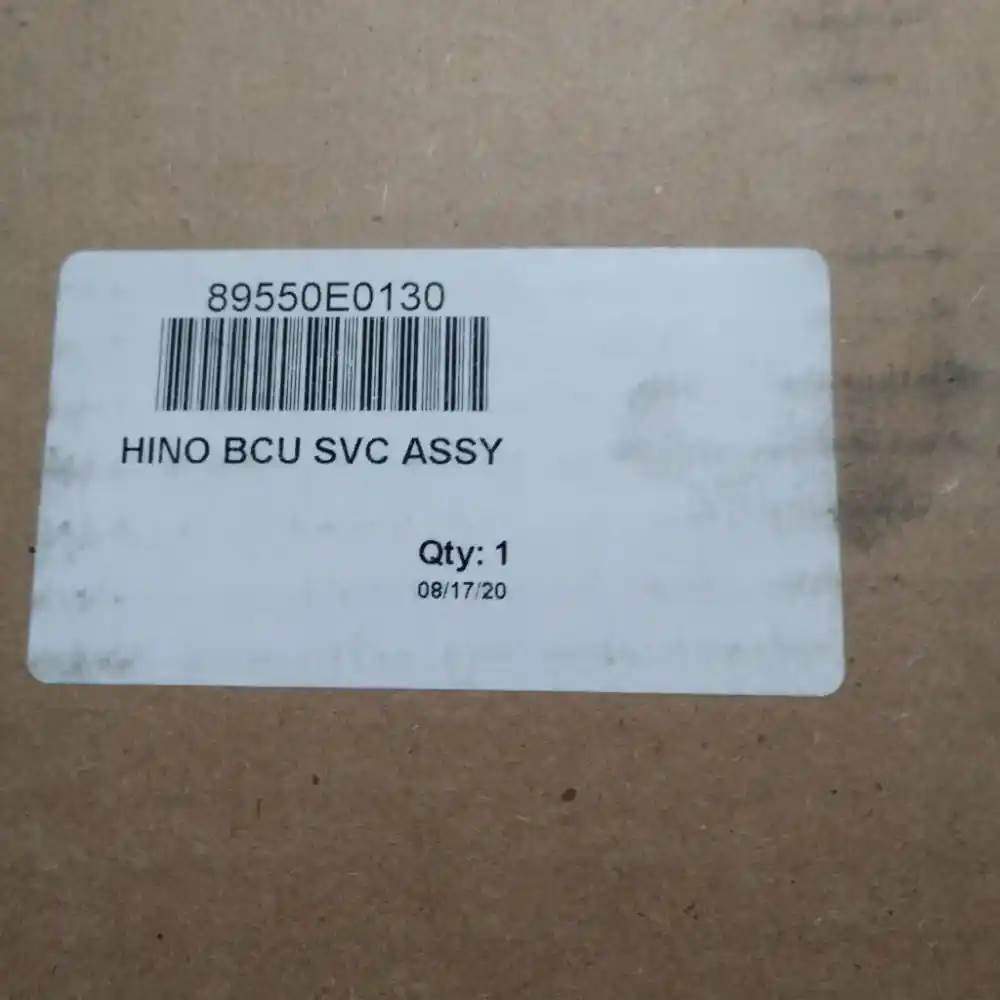 89550E0130
HINO BCU SVC ASSY
Qty: 1
08/17/20